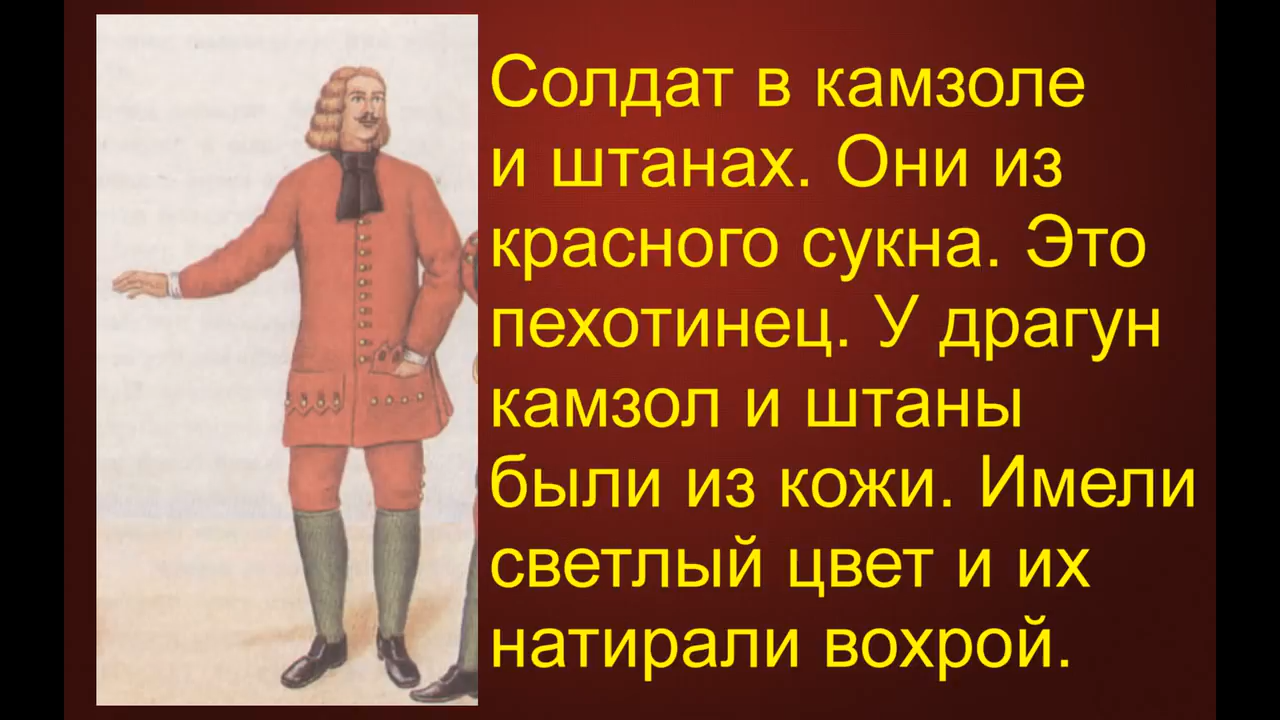 Солдат в камзоле
и штанах. Они из
красного сукна. Это
пехотинец. У драгун
камзол и штаны
были из кожи. Имели
светлый цвет и их
натирали вохрой.